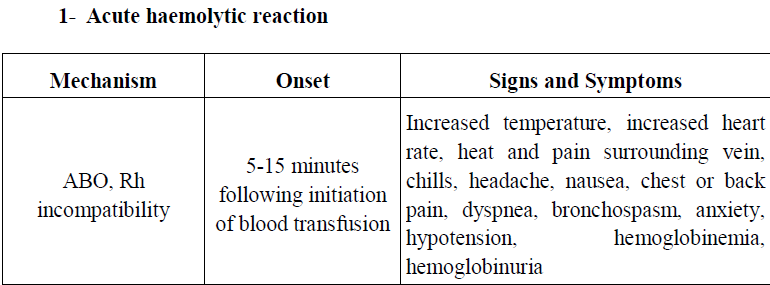 1- Acute haemolytic reaction
Mechanism
Onset
Signs and Symptoms
ABO, Rh
incompatibility
5-15 minutes
following initiation
of blood transfusion
Increased temperature, increased heart
rate, heat and pain surrounding vein,
chills, headache, nausea, chest or back
pain, dyspnea, bronchospasm, anxiety,
hypotension, hemoglobinemia,
hemoglobinuria